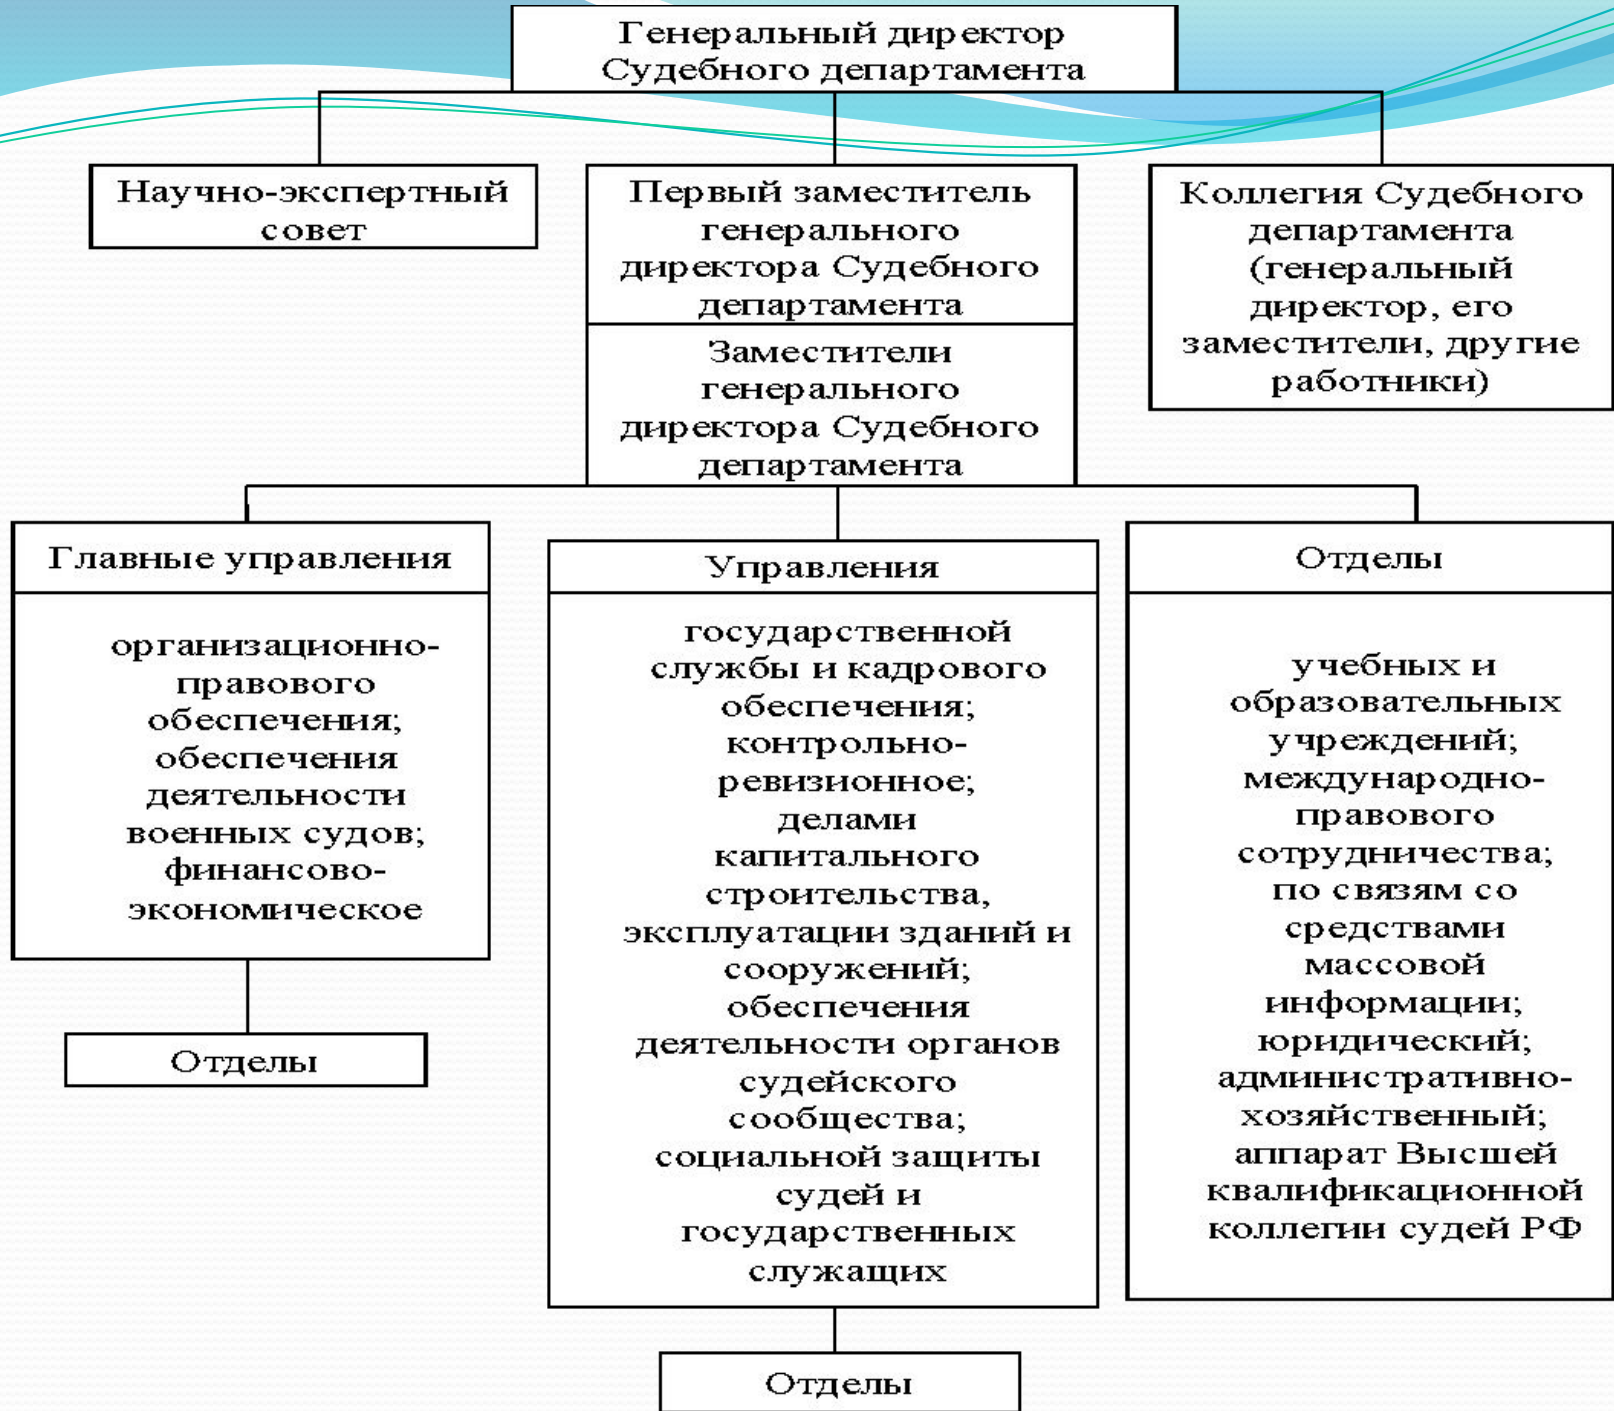 Генеральный директор
Судебного департамента
Научно-экспертный
совет
Первый заместитель
генерального
директора Судебного
департамента
Заместители
генерального
директора Судебного
департамента
Коллегия Судебного
департамента
(генеральный
директор, его
заместители, другие
работники)
Главные управления
организационно-
правового
обеспечения;
обеспечения
деятельности
военных судов;
финансово-
экономическое
Отделы
Управления
государственной
службы и кадрового
обеспечения;
контрольно-
ревизионное;
делами
капитального
строительства,
эксплуатации зданий и
сооружений;
обеспечения
деятельности органов
судейского
сообщества;
социальной защиты
судей и
государственных
служащих
Отделы
Отделы
учебных и
образовательных
учреждений;
международно-
правового
сотрудничества;
по связям со
средствами
массовой
информации;
юридический;
административно-
хозяйственный;
аппарат Высшей
квалификационной
коллегии судей РФ